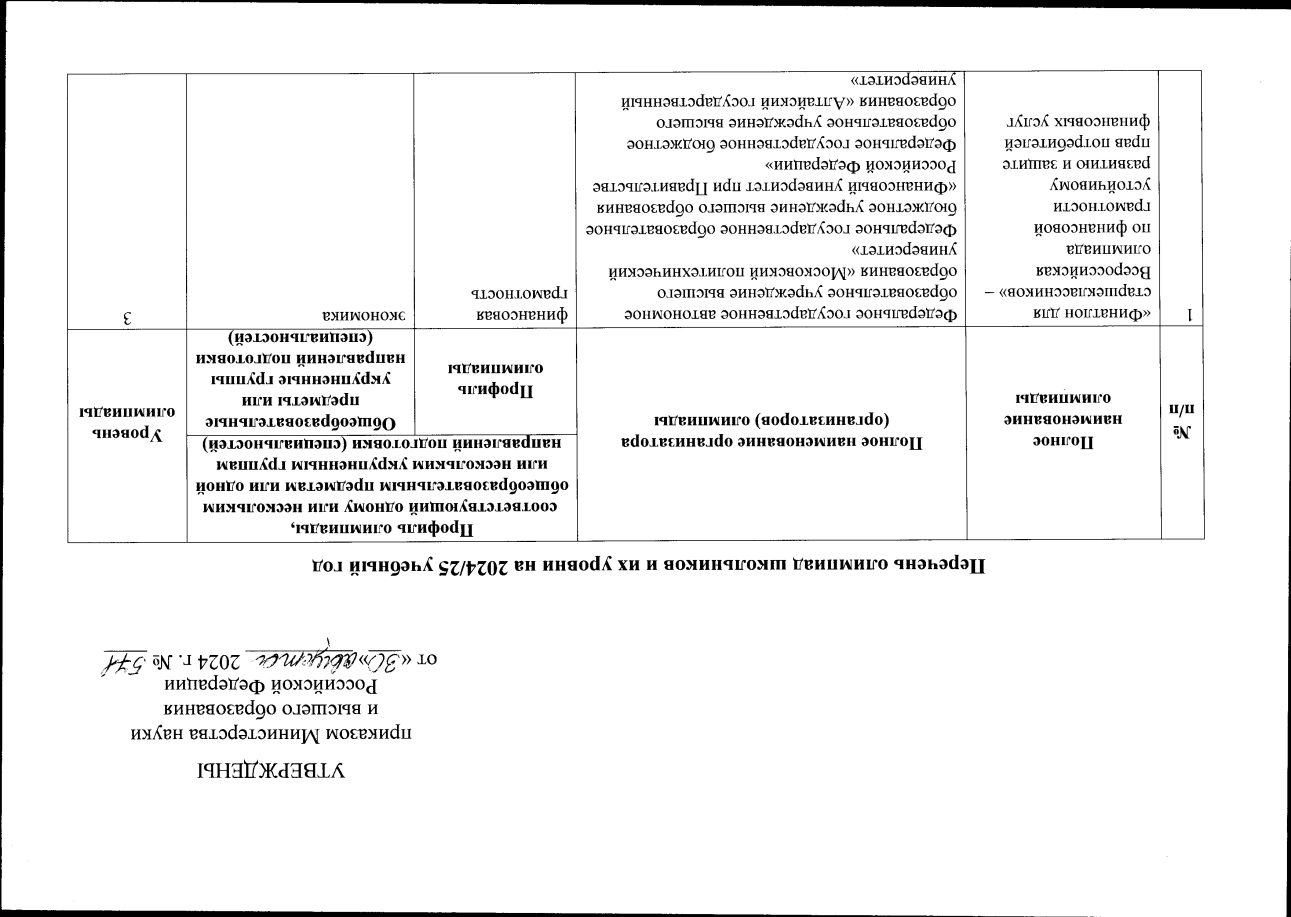 УТВЕРЖДЕНЫ
приказом Министерства науки
и высшего образования
Российской Федерации
от «30» августа 2024 г. № 571
Перечень олимпиад школьников и их уровни на 2024/25 учебный год
№
п/п
Полное
наименование
олимпиады
Полное наименование организатора
(организаторов) олимпиады
Профиль олимпиады,
соответствующий одному или нескольким
общеобразовательным предметам или одной
или нескольким укрупненным группам
направлений подготовки (специальностей)
Профиль
олимпиады
Общеобразовательные
предметы или
укрупненные группы
направлений подготовки
(специальностей)
Уровень
олимпиады
1
«Финатлон для
старшеклассников» –
Всероссийская
олимпиада
по финансовой
грамотности
устойчивому
развитию и защите
прав потребителей
финансовых услуг
Федеральное государственное автономное
образовательное учреждение высшего
образования «Московский политехнический
университет»
Федеральное государственное образовательное
бюджетное учреждение высшего образования
«Финансовый университет при Правительстве
Российской Федерации»
Федеральное государственное бюджетное
образовательное учреждение высшего
образования «Алтайский государственный
университет»
финансовая
грамотность
экономика
3